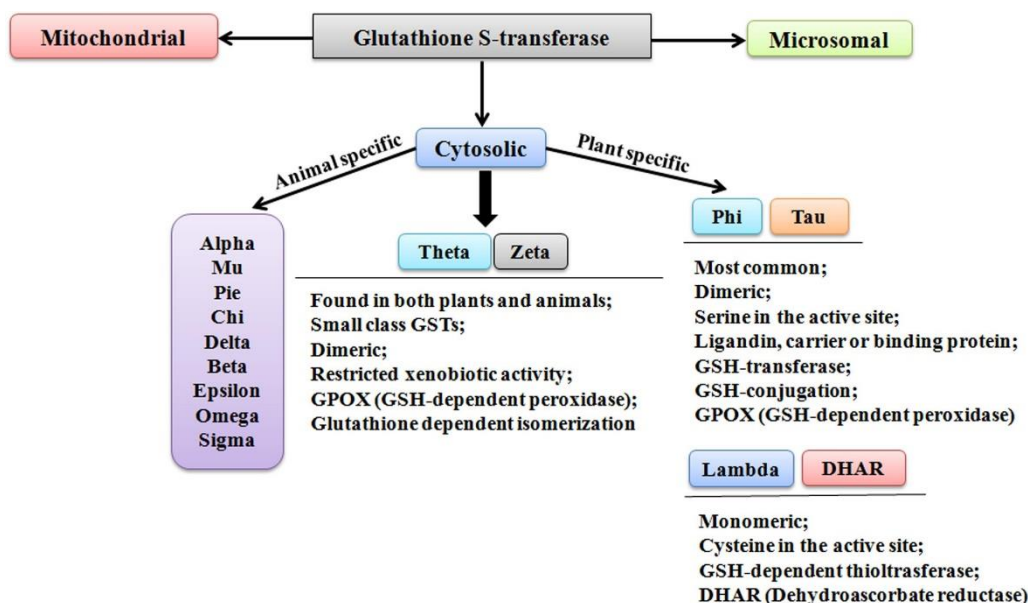 Mitochondrial
Glutathione S-transferase
Microsomal
Animal specific
Cytosolic
Plant specific
Alpha
Mu
Pie
Chi
Delta
Beta
Epsilon
Omega
Sigma
Theta
Zeta
Found in both plants and animals;
Small class GSTs;
Dimeric;
Restricted xenobiotic activity;
GPOX (GSH-dependent peroxidase);
Glutathione dependent isomerization
Phi
Tau
Most common;
Dimeric;
Serine in the active site;
Ligandin, carrier or binding protein;
GSH-transferase;
GSH-conjugation;
GPOX (GSH-dependent peroxidase)
Lambda
DHAR
Monomeric;
Cysteine in the active site;
GSH-dependent thioltrasferase;
DHAR (Dehydroascorbate reductase)